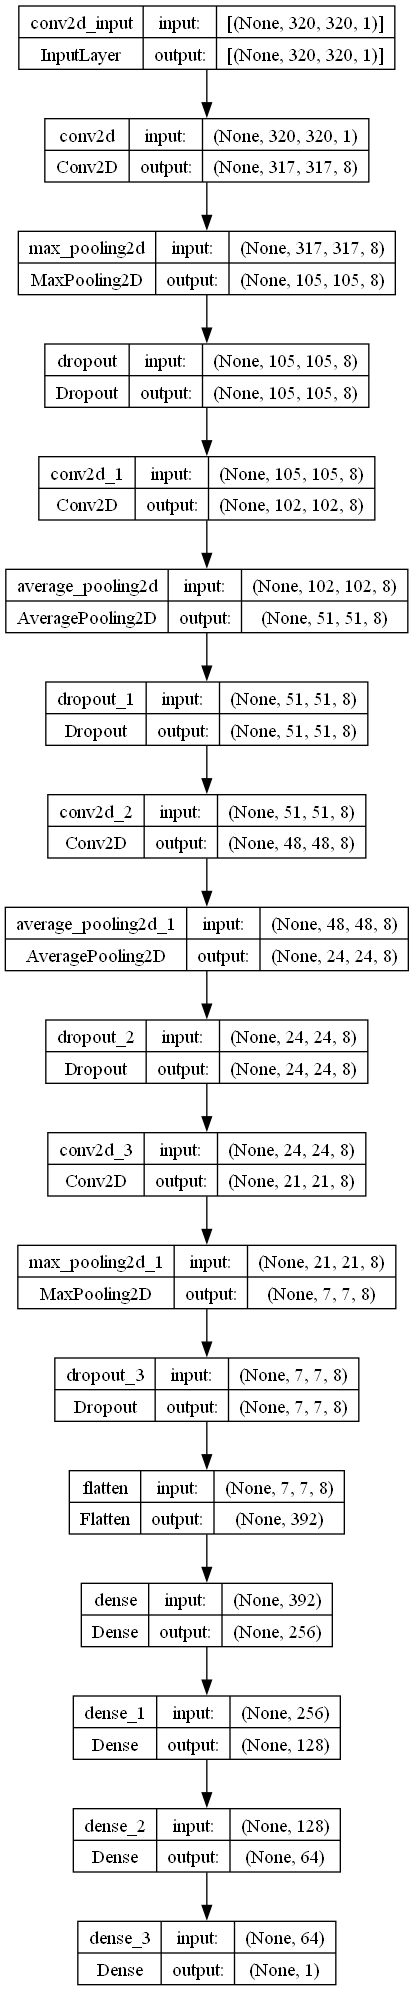 conv2d_input input: [(None, 320, 320, 1)]
InputLayer output: [(None, 320, 320, 1)]
conv2d input: (None, 320, 320, 1)
Conv2D output: (None, 317, 317, 8)
max_pooling2d input: (None, 317, 317, 8)
MaxPooling2D output: (None, 105, 105, 8)
dropout input: (None, 105, 105, 8)
Dropout output: (None, 105, 105, 8)
conv2d_1 input: (None, 105, 105, 8)
Conv2D output: (None, 102, 102, 8)
average_pooling2d input: (None, 102, 102, 8)
AveragePooling2D output: (None, 51, 51, 8)
dropout_1 input: (None, 51, 51, 8)
Dropout output: (None, 51, 51, 8)
conv2d_2 input: (None, 51, 51, 8)
Conv2D output: (None, 48, 48, 8)
average_pooling2d_1 input: (None, 48, 48, 8)
AveragePooling2D output: (None, 24, 24, 8)
dropout_2 input: (None, 24, 24, 8)
Dropout output: (None, 24, 24, 8)
conv2d_3 input: (None, 24, 24, 8)
Conv2D output: (None, 21, 21, 8)
max_pooling2d_1 input: (None, 21, 21, 8)
MaxPooling2D output: (None, 7, 7, 8)
dropout_3 input: (None, 7, 7, 8)
Dropout output: (None, 7, 7, 8)
flatten input: (None, 7, 7, 8)
Flatten output: (None, 392)
dense input: (None, 392)
Dense output: (None, 256)
dense_1 input: (None, 256)
Dense output: (None, 128)
dense_2 input: (None, 128)
Dense output: (None, 64)
dense_3 input: (None, 64)
Dense output: (None, 1)